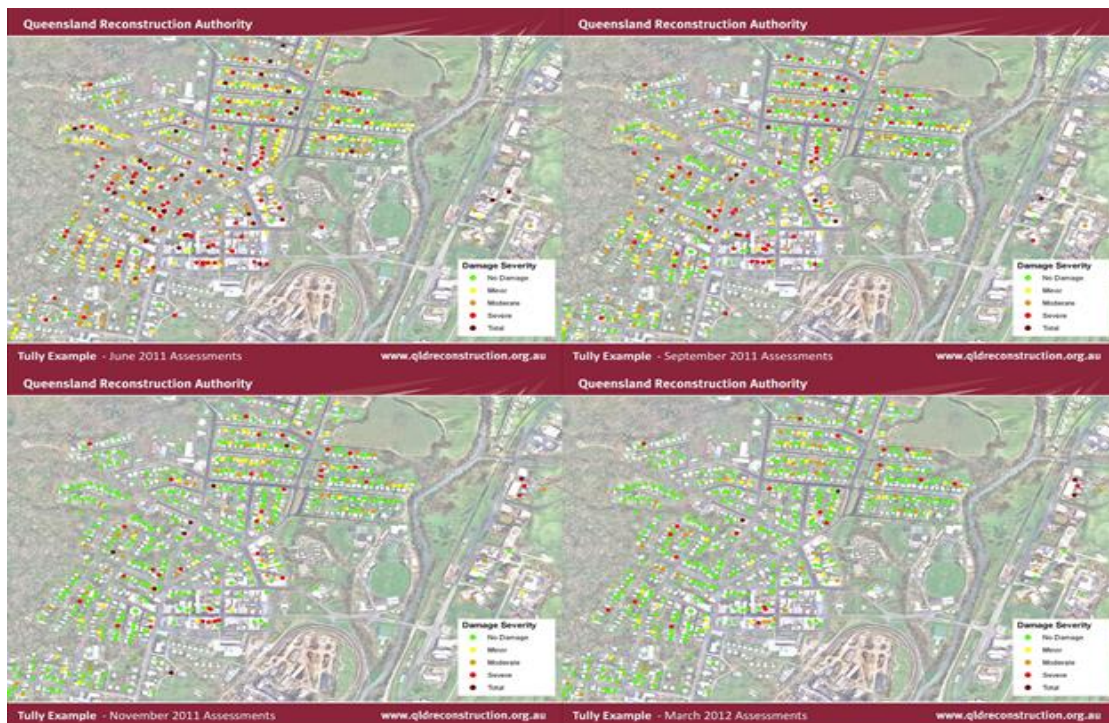 Queensland Reconstruction Authority
Damage Severity
No Damage
Minor
Moderate
Severe
Total
Tully Example - June 2011 Assessments
www.qldreconstruction.org.au
Queensland Reconstruction Authority
Damage Severity
No Damage
Minor
Moderate
Severe
Total
Tully Example - September 2011 Assessments
www.qldreconstruction.org.au
Queensland Reconstruction Authority
Damage Severity
No Damage
Minor
Moderate
Severe
Total
Tully Example - November 2011 Assessments
www.qldreconstruction.org.au
Queensland Reconstruction Authority
Damage Severity
No Damage
Minor
Moderate
Severe
Total
Tully Example - March 2012 Assessments
www.qldreconstruction.org.au